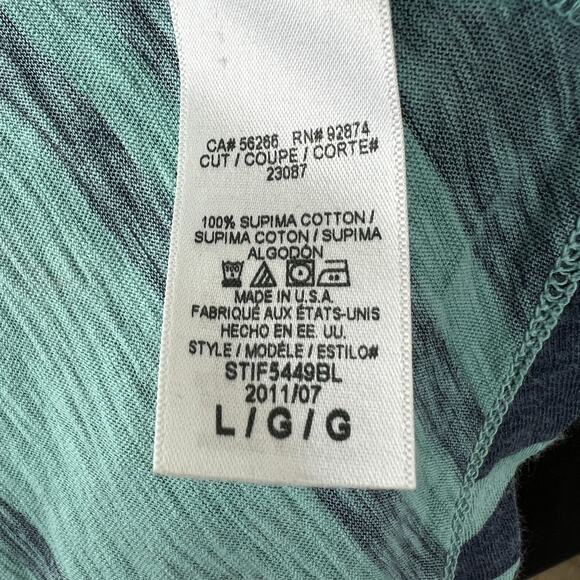 CA# 56266 RN# 92874
CUT / COUPE / CORTE#
23087
100% SUPIMA COTTON /
SUPIMA COTON / SUPIMA
ALGODÓN
MADE IN U.S.A.
FABRIQUÉ AUX ÉTATS-UNIS
HECHO EN EE. UU.
STYLE / MODÈLE / ESTILO#
STIF5449BL
2011/07
L / G / G